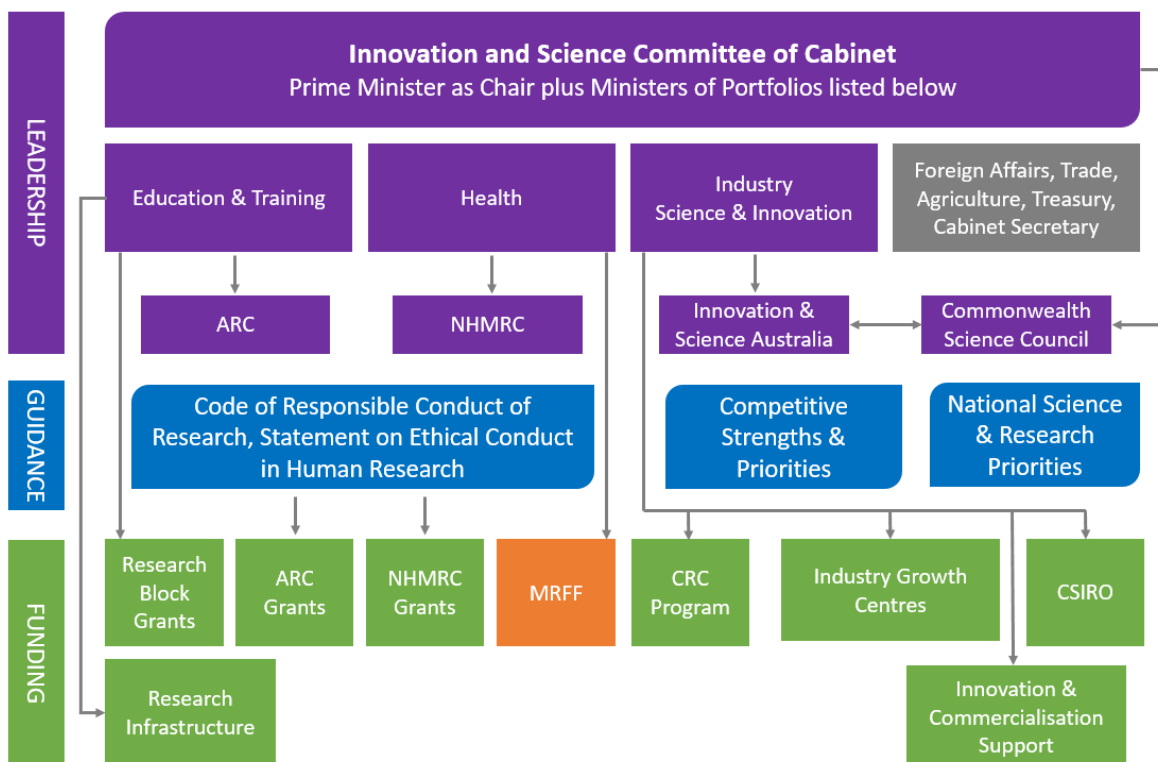 LEADERSHIP
Innovation and Science Committee of Cabinet
Prime Minister as Chair plus Ministers of Portfolios listed below
Education & Training
Health
Industry
Science & Innovation
Foreign Affairs, Trade,
Agriculture, Treasury,
Cabinet Secretary
ARC
NHMRC
Innovation &
Science Australia
Commonwealth
Science Council
GUIDANCE
Code of Responsible Conduct of
Research, Statement on Ethical Conduct
in Human Research
Competitive
Strengths &
Priorities
National Science
& Research
Priorities
FUNDING
Research
Block
Grants
ARC
Grants
NHMRC
Grants
MRFF
CRC
Program
Industry Growth
Centres
CSIRO
Research
Infrastructure
Innovation &
Commercialisation
Support